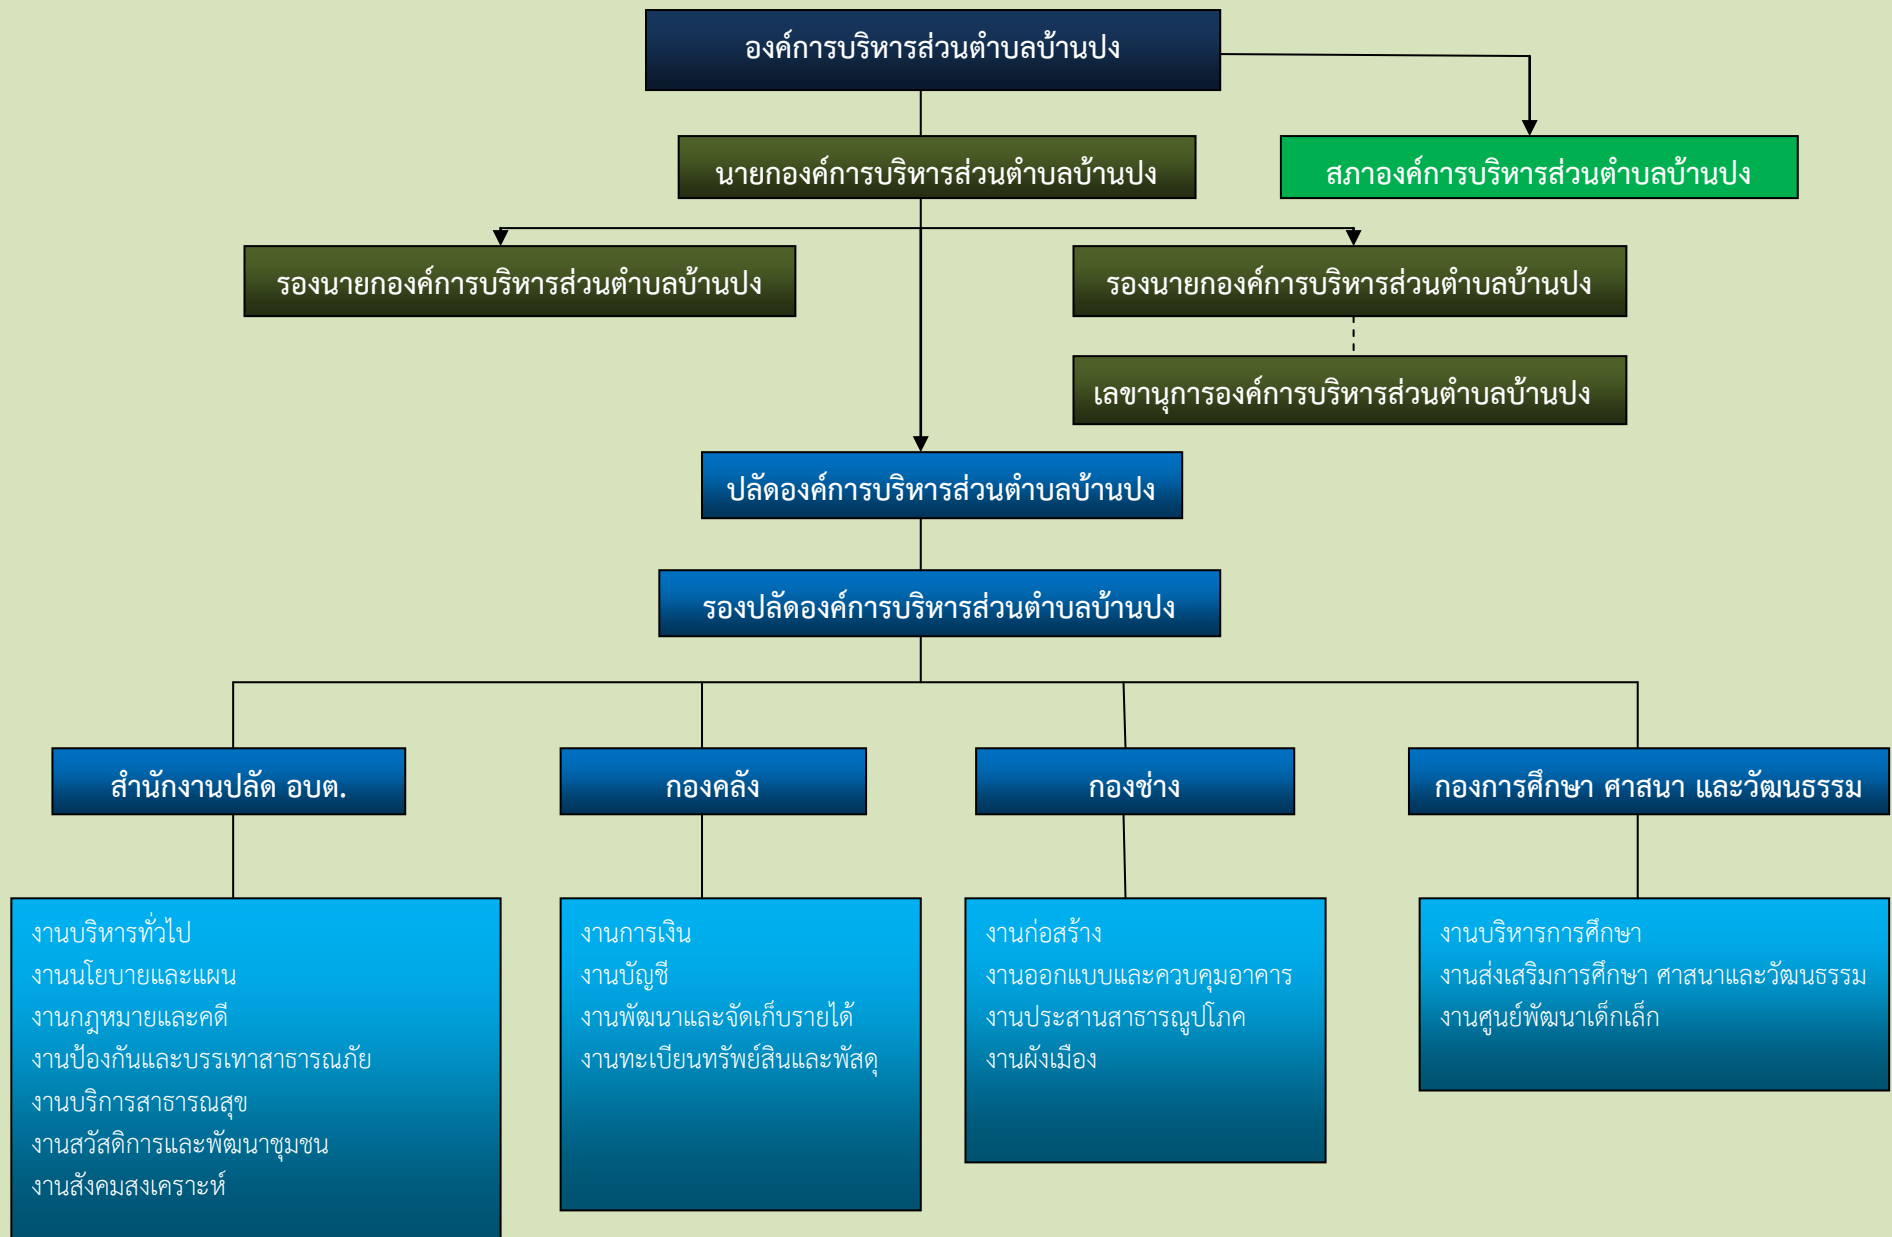 องค์การบริหารส่วนตำบลบ้านปง
นายกองค์การบริหารส่วนตำบลบ้านปง
สภาองค์การบริหารส่วนตำบลบ้านปง
รองนายกองค์การบริหารส่วนตำบลบ้านปง
รองนายกองค์การบริหารส่วนตำบลบ้านปง
เลขานุการองค์การบริหารส่วนตำบลบ้านปง
ปลัดองค์การบริหารส่วนตำบลบ้านปง
รองปลัดองค์การบริหารส่วนตำบลบ้านปง
สำนักงานปลัด อบต.
กองคลัง
กองช่าง
กองการศึกษา ศาสนา และวัฒนธรรม
งานบริหารทั่วไป
งานนโยบายและแผน
งานกฎหมายและคดี
งานป้องกันและบรรเทาสาธารณภัย
งานบริการสาธารณสุข
งานสวัสดิการและพัฒนาชุมชน
งานสังคมสงเคราะห์
งานการเงิน
งานบัญชี
งานพัฒนาและจัดเก็บรายได้
งานทะเบียนทรัพย์สินและพัสดุ
งานก่อสร้าง
งานออกแบบและควบคุมอาคาร
งานประสานสาธารณูปโภค
งานผังเมือง
งานบริหารการศึกษา
งานส่งเสริมการศึกษา ศาสนาและวัฒนธรรม
งานศูนย์พัฒนาเด็กเล็ก